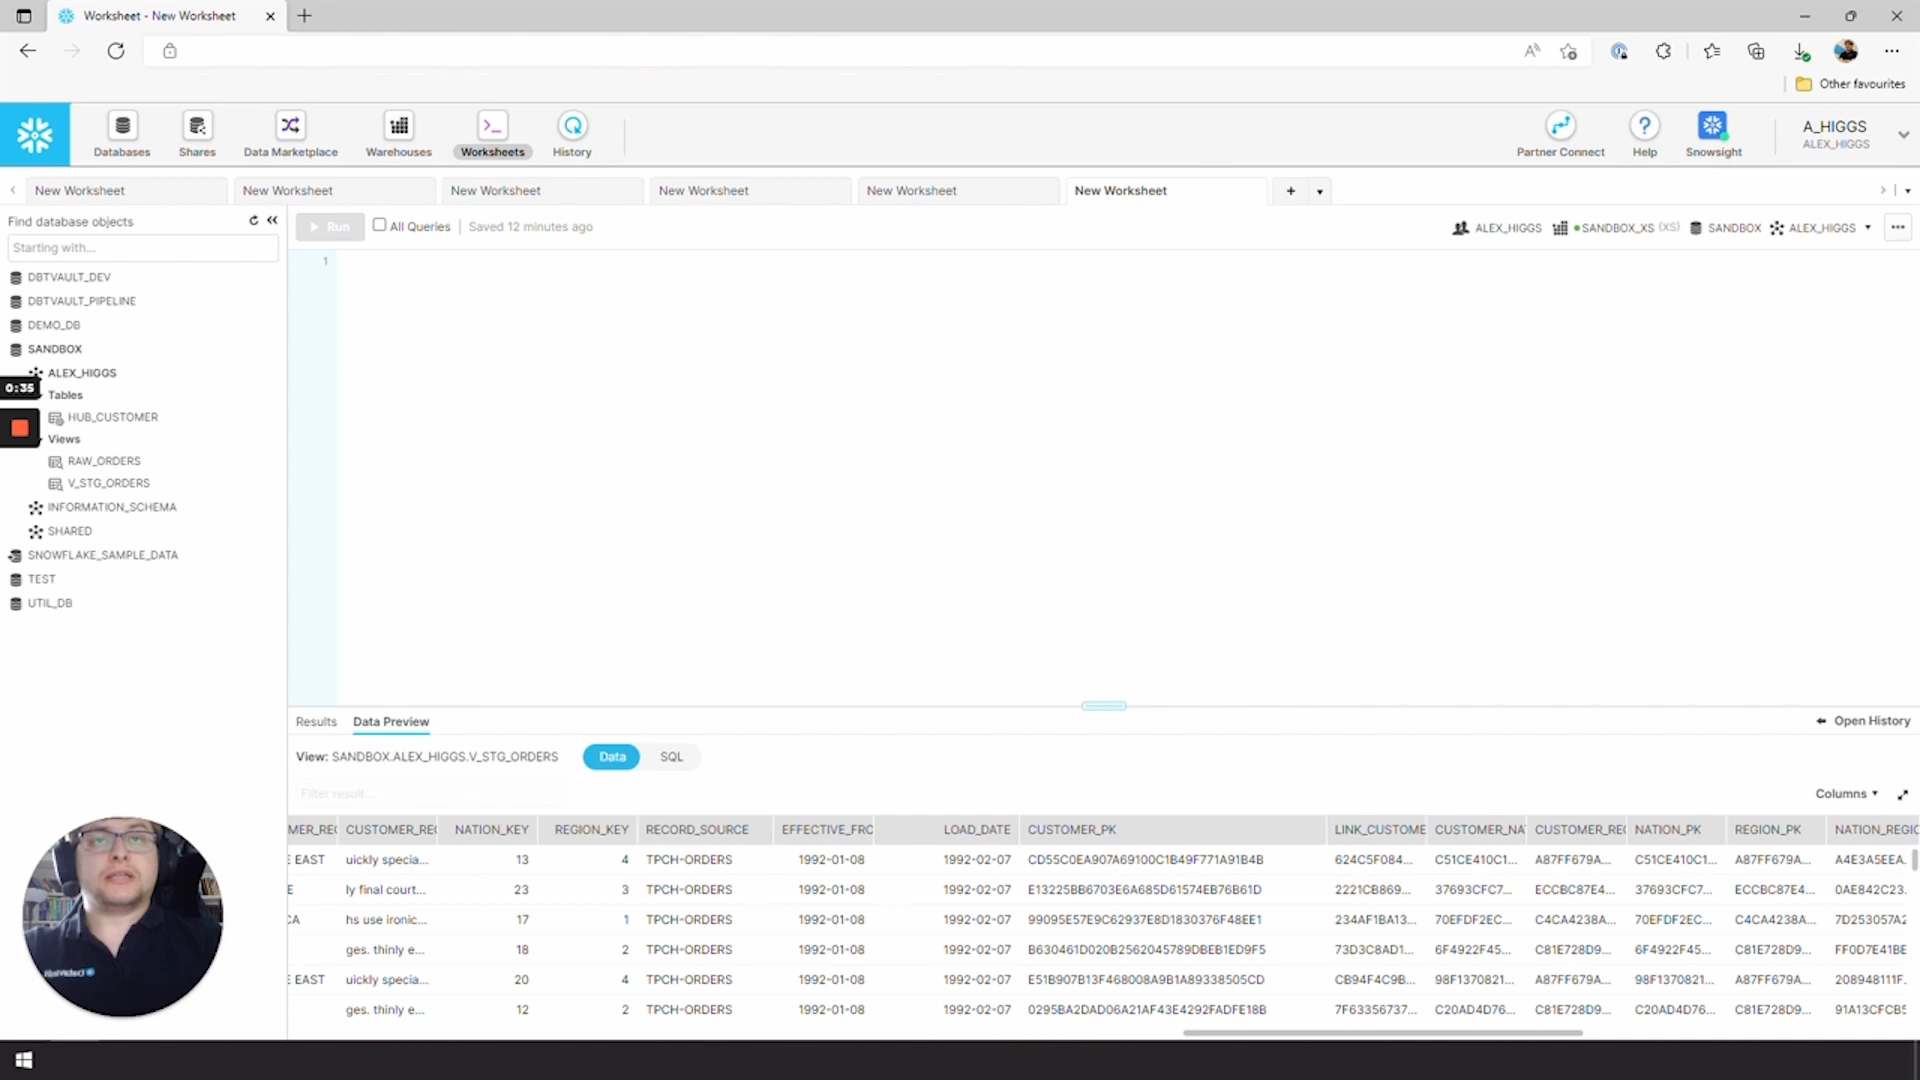 Worksheet - New Worksheet
Other favourites
Databases
Shares
Data Marketplace
Warehouses
Worksheets
History
Partner Connect
Help
Snowsight
A_HIGGS
ALEX_HIGGS
New Worksheet
New Worksheet
New Worksheet
New Worksheet
New Worksheet
New Worksheet
Find database objects
Starting with...
DBTVAULT_DEV
DBTVAULT_PIPELINE
DEMO_DB
SANDBOX
ALEX_HIGGS
0:35
Tables
HUB_CUSTOMER
Views
RAW_ORDERS
V_STG_ORDERS
INFORMATION_SCHEMA
SHARED
SNOWFLAKE_SAMPLE_DATA
TEST
UTIL_DB
Run All Queries Saved 12 minutes ago
ALEX_HIGGS SANDBOX_XS (XS) SANDBOX ALEX_HIGGS
1
Results Data Preview Open History
View: SANDBOX.ALEX_HIGGS.V_STG_ORDERS Data SQL
Filter result...
Columns
MER_REC CUSTOMER_REC NATION_KEY REGION_KEY RECORD_SOURCE EFFECTIVE_FRO LOAD_DATE CUSTOMER_PK LINK_CUSTOME CUSTOMER_NA CUSTOMER_REC NATION_PK REGION_PK NATION_REGIO
E EAST uickly specia... 13 4 TPCH-ORDERS 1992-01-08 1992-02-07 CD55C0EA907A69100C1B49F771A91B4B 624C5F084... C51CE410C1... A87FF679A... C51CE410C1... A87FF679A... A4E3A5EEA.
E ly final court... 23 3 TPCH-ORDERS 1992-01-08 1992-02-07 E13225BB6703E6A685D61574EB76B61D 2221CB869... 37693CFC7... ECCBC87E4... 37693CFC7... ECCBC87E4... 0AE842C23.
CA hs use ironic... 17 1 TPCH-ORDERS 1992-01-08 1992-02-07 99095E57E9C62937E8D1830376F48EE1 234AF1BA13... 70EFDF2EC... C4CA4238A... 70EFDF2EC... C4CA4238A... 7D253057A2
ges. thinly e... 18 2 TPCH-ORDERS 1992-01-08 1992-02-07 B630461D020B2562045789DBEB1ED9F5 73D3C8AD1... 6F4922F45... C81E728D9... 6F4922F45... C81E728D9... FF0D7E41BE
E EAST uickly specia... 20 4 TPCH-ORDERS 1992-01-08 1992-02-07 E51B907B13F468008A9B1A89338505CD CB94F4C9B... 98F1370821... A87FF679A... 98F1370821... A87FF679A... 208948111F.
ges. thinly e... 12 2 TPCH-ORDERS 1992-01-08 1992-02-07 0295BA2DAD06A21AF43E4292FADFE18B 7F63356737... C20AD4D76... C81E728D9... C20AD4D76... C81E728D9... 91A13CFCB5